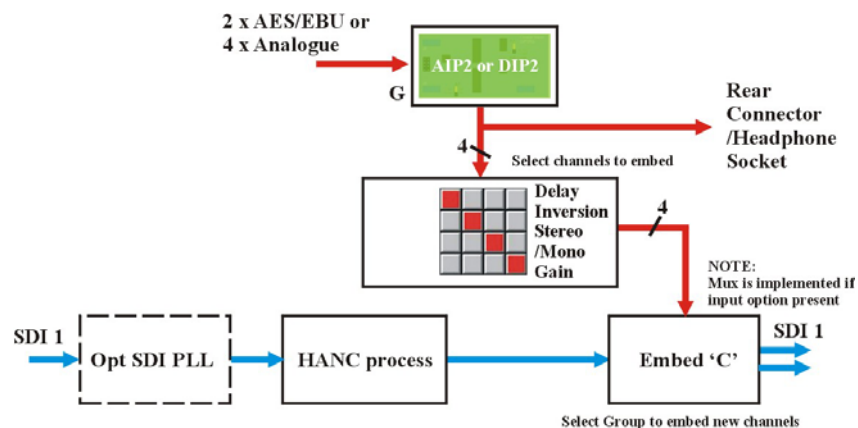 2 x AES/EBU or
4 x Analogue
AIP2 or DIP2
G
Rear
Connector
/Headphone
Socket
4
Select channels to embed
Delay
Inversion
Stereo
/Mono
Gain
4
NOTE:
Mux is implemented if
input option present
SDI 1
Opt SDI PLL
HANC process
Embed ‘C’
SDI 1
Select Group to embed new channels